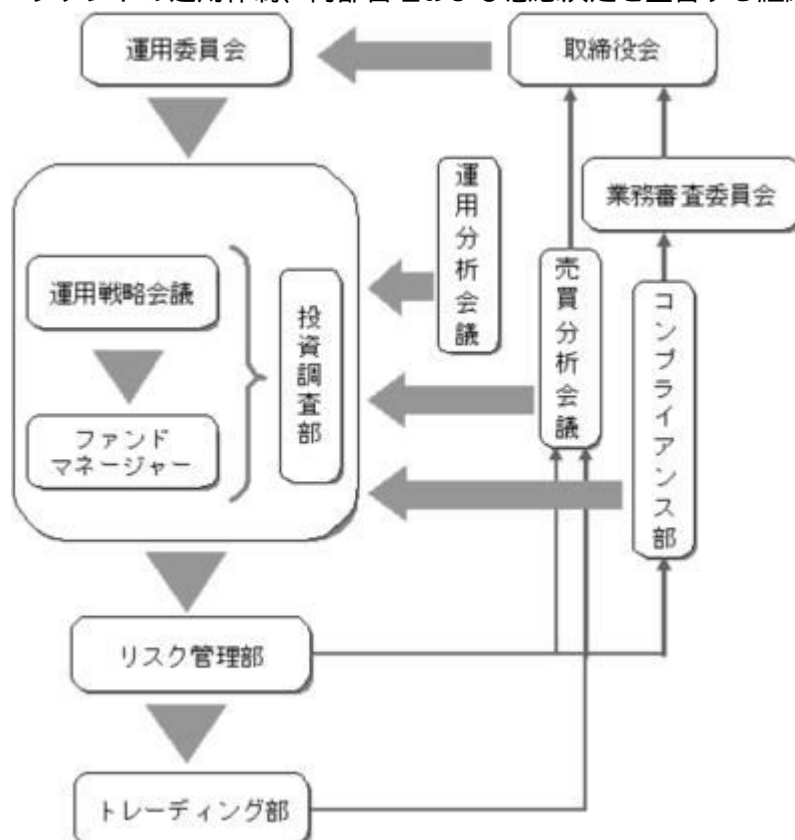 運用委員会
取締役会
運用分析会議
業務審査委員会
売買分析会議
コンプライアンス部
運用戦略会議
投資調査部
ファンド
マネージャー
リスク管理部
トレーディング部